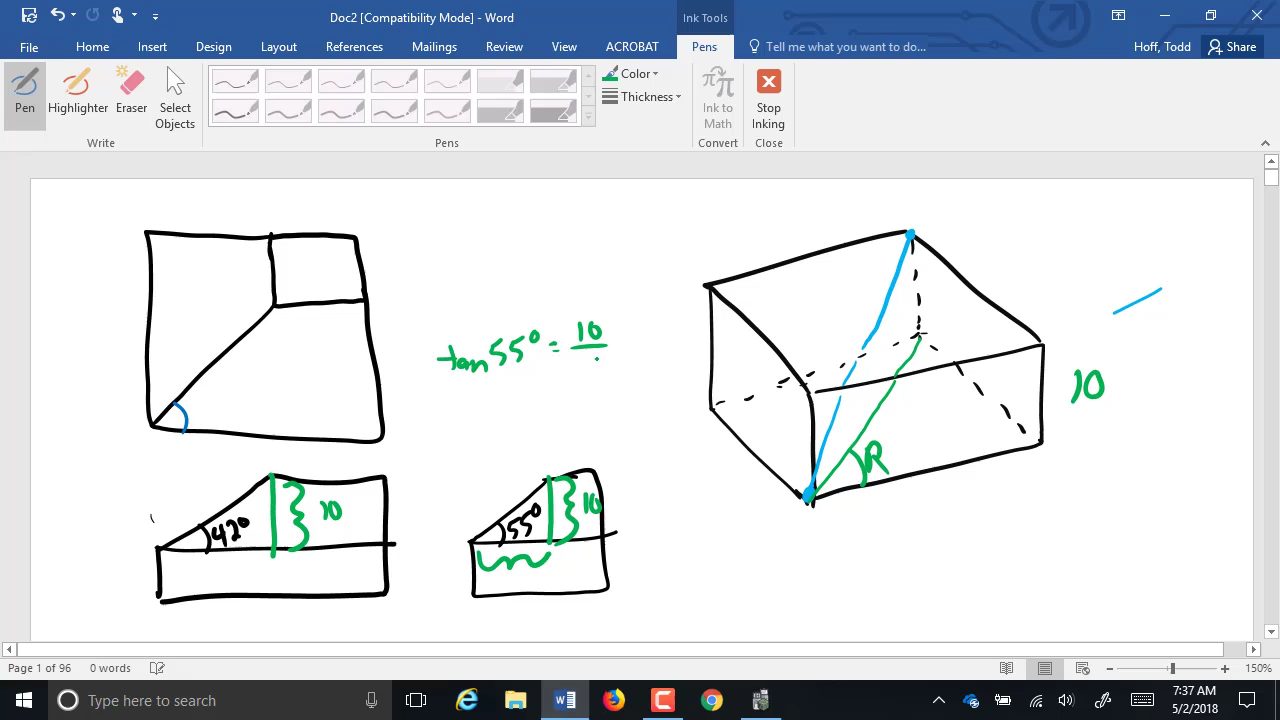 Doc2 [Compatibility Mode] - Word
Ink Tools
File Home Insert Design Layout References Mailings Review View ACROBAT Pens Tell me what you want to do... Hoff, Todd Share
Pen Highlighter Eraser Select Objects
Color
Thickness
Ink to Math
Stop Inking
Write Pens Convert Close
tan 55° = 10
10
R
42°
10
55°
10
Page 1 of 96 0 words 150%
Type here to search
7:37 AM
5/2/2018